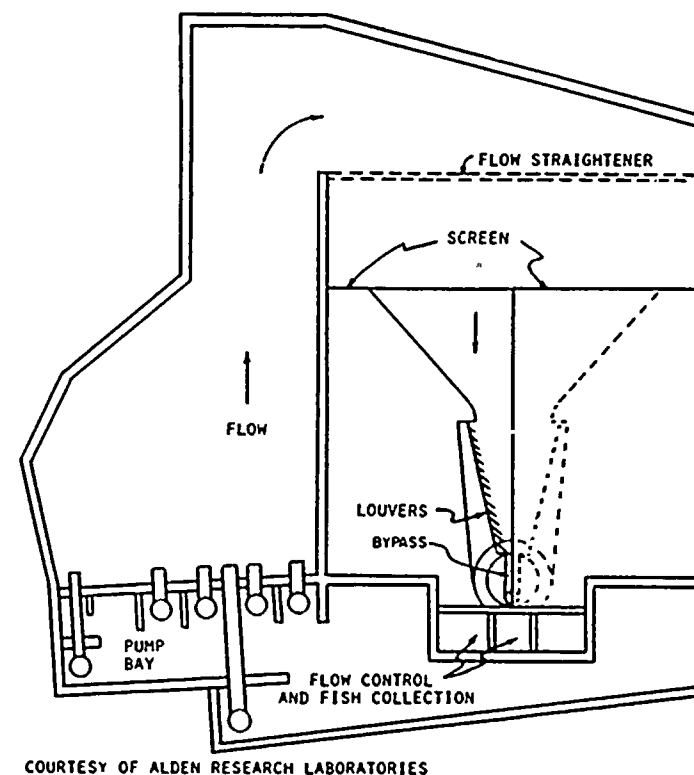 FLOW STRAIGHTENER
SCREEN
FLOW
LOUVERS
BYPASS
PUMP
BAY
FLOW CONTROL
AND FISH COLLECTION
COURTESY OF ALDEN RESEARCH LABORATORIES